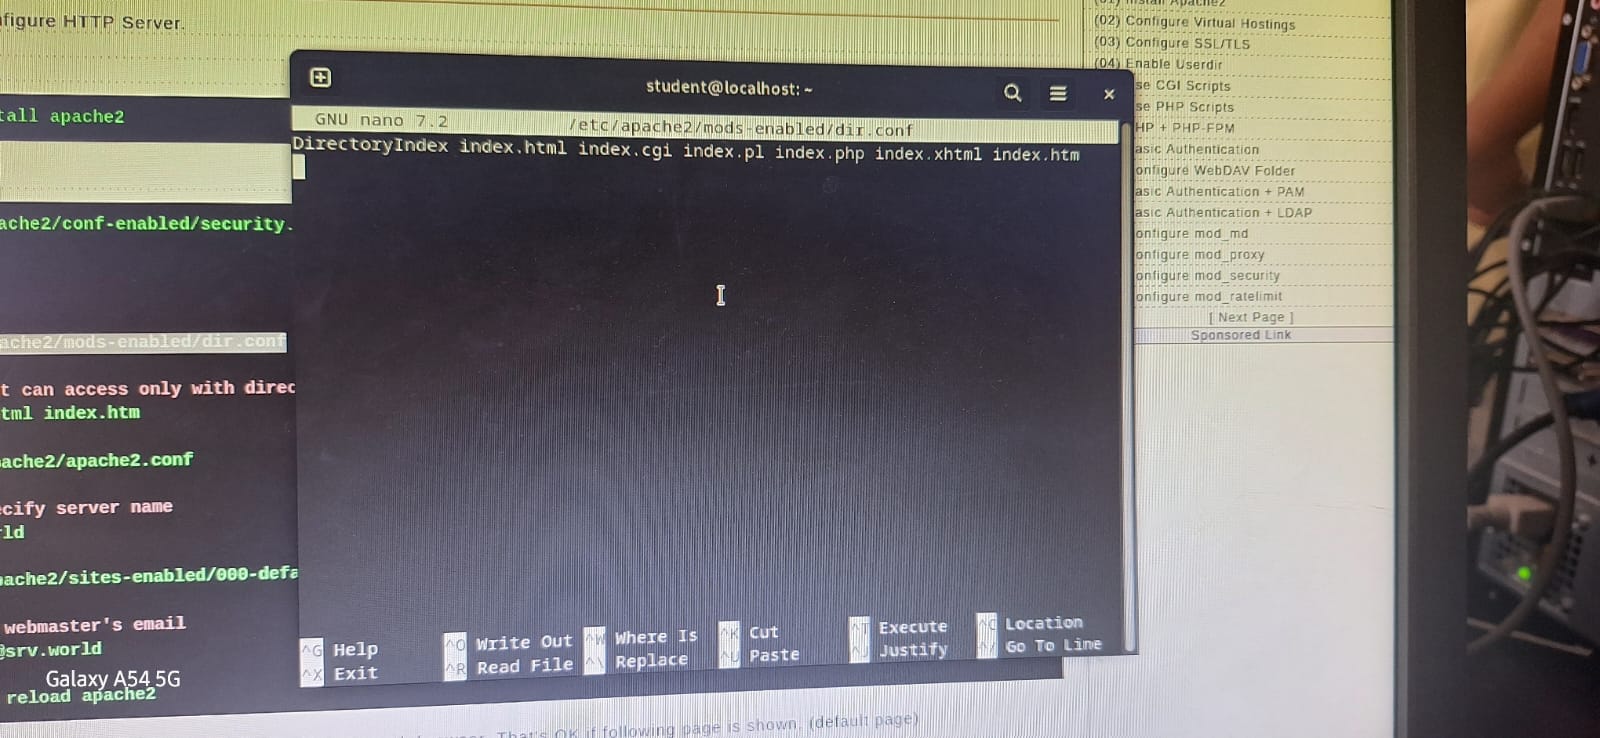 figure HTTP Server.
tall apache2
ache2/conf-enabled/security.
ache2/mods-enabled/dir.conf
t can access only with direc
tml index.htm
ache2/apache2.conf
cify server name
ld
ache2/sites-enabled/000-defa
webmaster's email
@srv.world
reload apache2
Galaxy A54 5G
student@localhost: ~
GNU nano 7.2 /etc/apache2/mods-enabled/dir.conf
DirectoryIndex index.html index.cgi index.pl index.php index.xhtml index.htm
^G Help ^O Write Out ^W Where Is ^K Cut ^T Execute ^C Location
^X Exit ^R Read File ^\ Replace ^U Paste ^J Justify ^/ Go To Line
That's OK if following page is shown. (default page)
(01) Install Apache2
(02) Configure Virtual Hostings
(03) Configure SSL/TLS
(04) Enable Userdir
se CGI Scripts
se PHP Scripts
HP + PHP-FPM
asic Authentication
onfigure WebDAV Folder
asic Authentication + PAM
asic Authentication + LDAP
onfigure mod_md
onfigure mod_proxy
onfigure mod_security
onfigure mod_ratelimit
[ Next Page ]
Sponsored Link